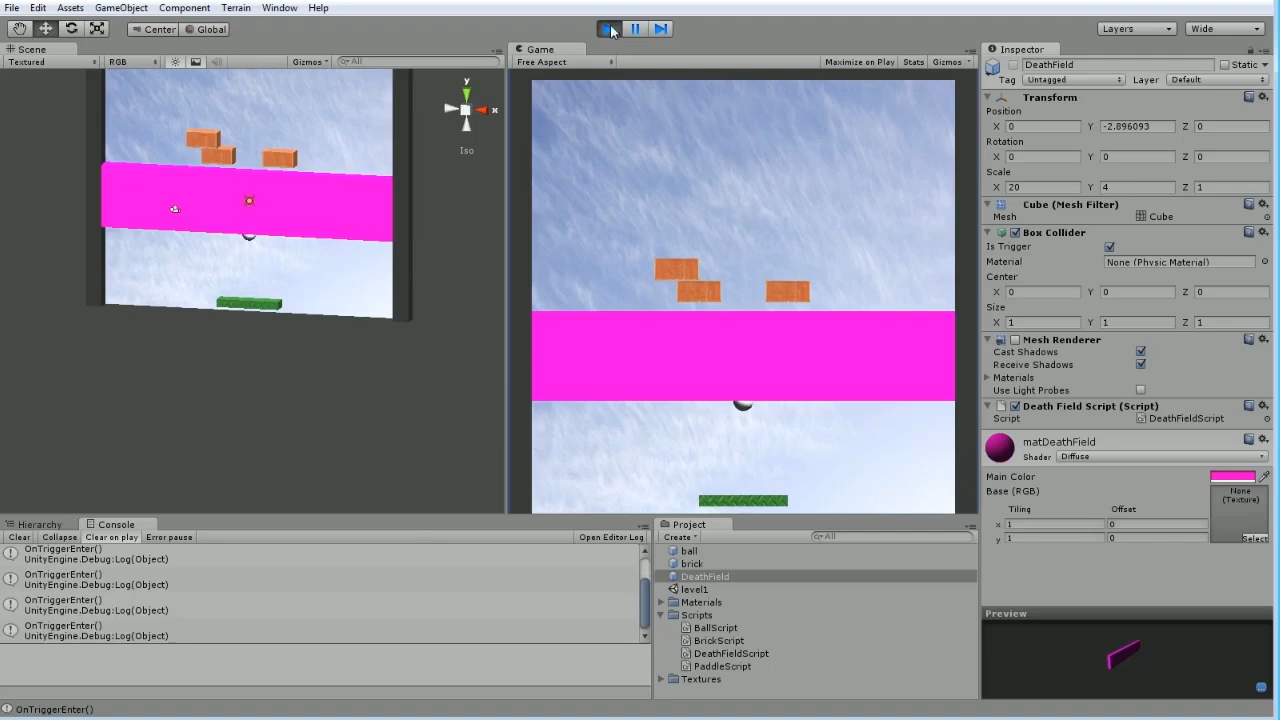 File Edit Assets GameObject Component Terrain Window Help
Center Global Layers Wide
Scene
Textured RGB Gizmos All
y
x
Iso
Game
Free Aspect Maximize on Play Stats Gizmos
Inspector
DeathField Static
Tag Untagged Layer Default
Transform
Position
X 0 Y -2.896093 Z 0
Rotation
X 0 Y 0 Z 0
Scale
X 20 Y 4 Z 1
Cube (Mesh Filter)
Mesh Cube
Box Collider
Is Trigger
Material None (Physic Material)
Center
X 0 Y 0 Z 0
Size
X 1 Y 1 Z 1
Mesh Renderer
Cast Shadows
Receive Shadows
Materials
Use Light Probes
Death Field Script (Script)
Script DeathFieldScript
matDeathField
Shader Diffuse
Main Color
Base (RGB)
None
(Texture)
Tiling Offset
x 1 0
y 1 0
Select
Preview
Hierarchy Console
Clear Collapse Clear on play Error pause Open Editor Log
OnTriggerEnter()
UnityEngine.Debug:Log(Object)
OnTriggerEnter()
UnityEngine.Debug:Log(Object)
OnTriggerEnter()
UnityEngine.Debug:Log(Object)
OnTriggerEnter()
UnityEngine.Debug:Log(Object)
OnTriggerEnter()
Project
Create All
ball
brick
DeathField
level1
Materials
Scripts
BallScript
BrickScript
DeathFieldScript
PaddleScript
Textures